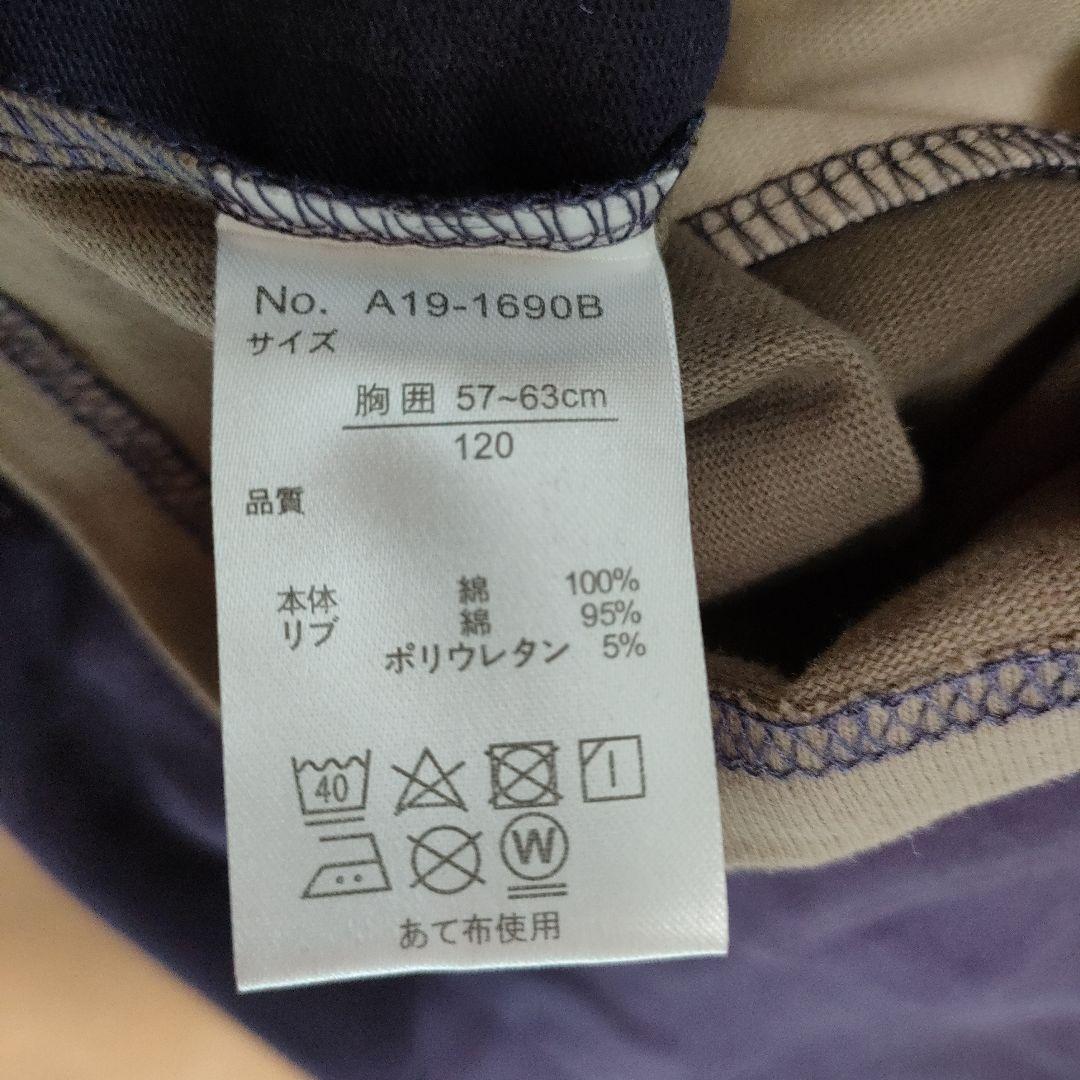 No. A19-1690B
サイズ
胸囲 57~63cm
120
品質
本体 綿 100%
リブ 綿 95%
ポリウレタン 5%
40
W
あて布使用